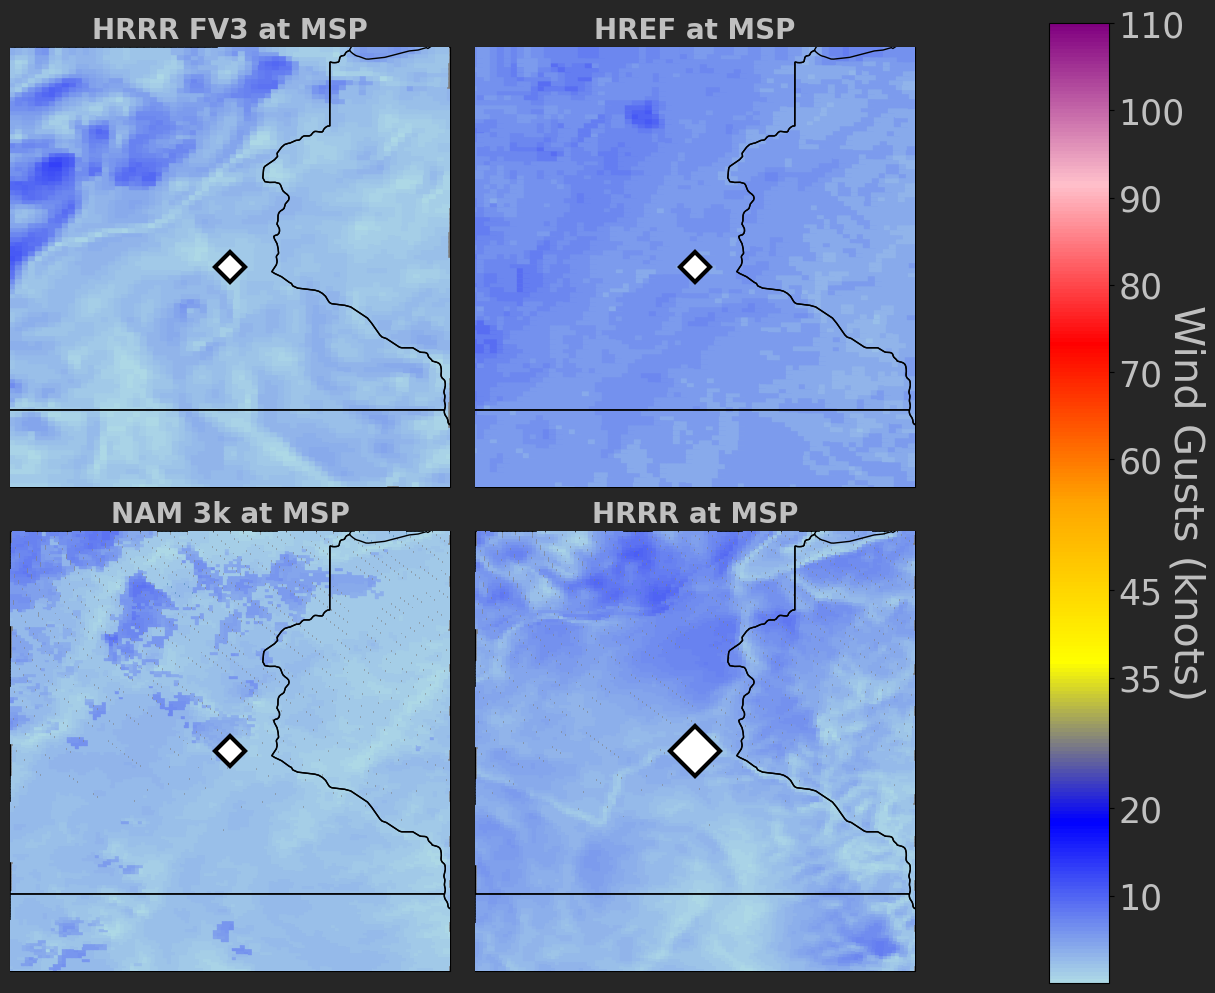 HRRR FV3 at MSP
HREF at MSP
NAM 3k at MSP
HRRR at MSP
110
100
90
80
70
60
45
35
20
10
Wind Gusts (knots)